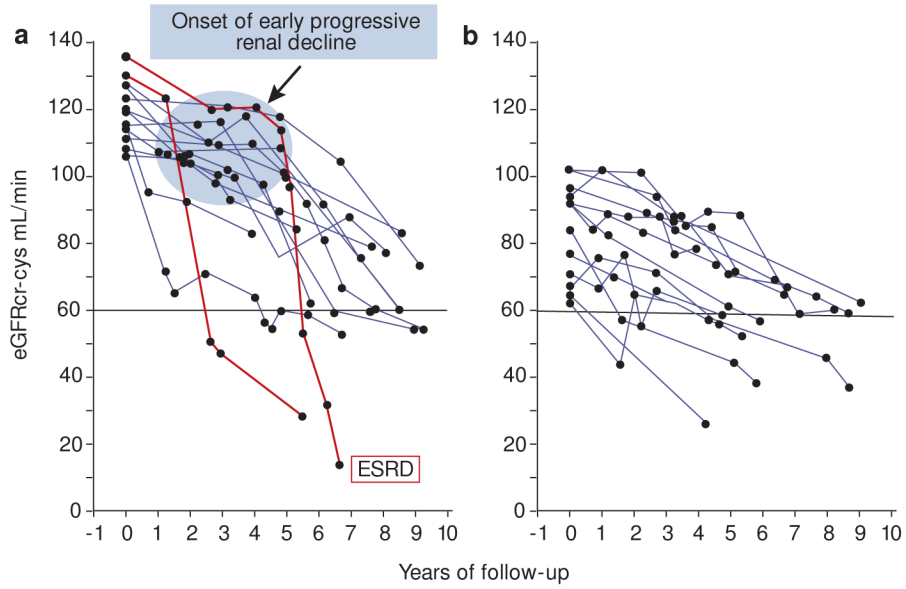 a
Onset of early progressive
renal decline
b
eGFRcr-cys mL/min
140
120
100
80
60
40
20
0
-1 0 1 2 3 4 5 6 7 8 9 10
ESRD
140
120
100
80
60
40
20
0
-1 0 1 2 3 4 5 6 7 8 9 10
Years of follow-up